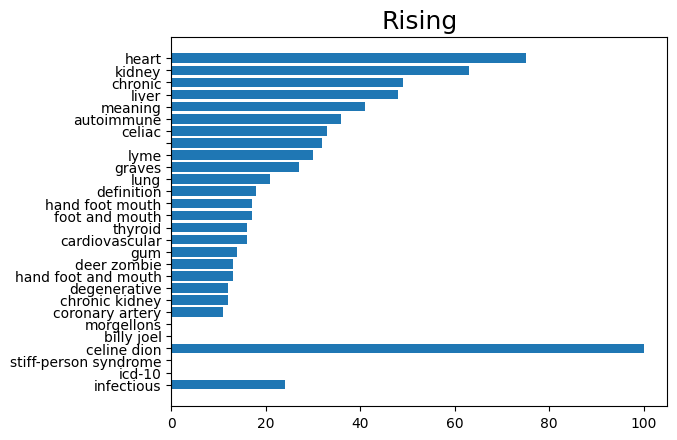 Rising
heart
kidney
chronic
liver
meaning
autoimmune
celiac
lyme
graves
lung
definition
hand foot mouth
foot and mouth
thyroid
cardiovascular
gum
deer zombie
hand foot and mouth
degenerative
chronic kidney
coronary artery
morgellons
billy joel
celine dion
stiff-person syndrome
icd-10
infectious
0 20 40 60 80 100